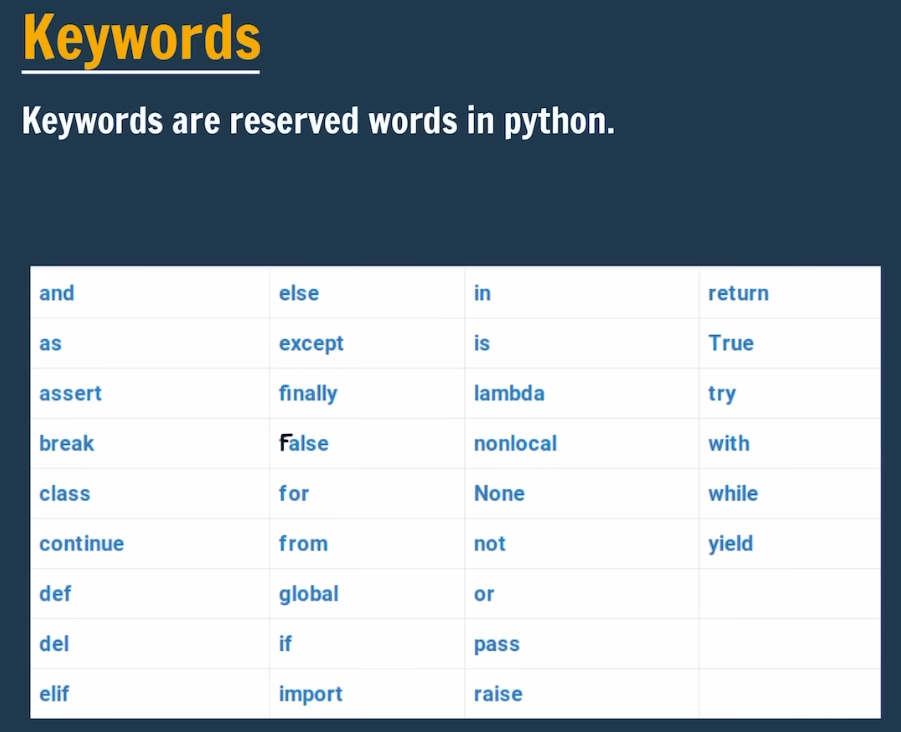 Keywords
Keywords are reserved words in python.
and else in return
as except is True
assert finally lambda try
break False nonlocal with
class for None while
continue from not yield
def global or
del if pass
elif import raise